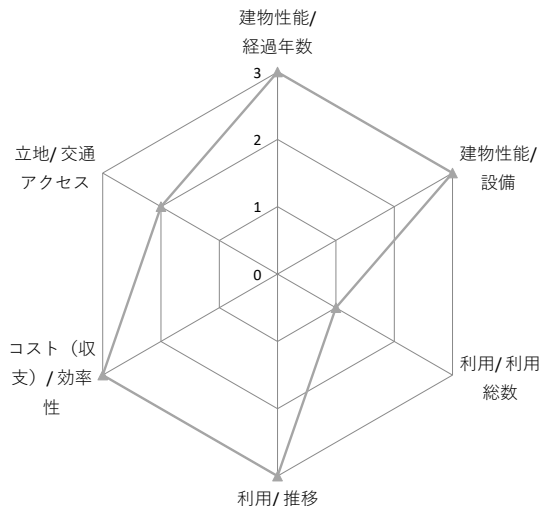 建物性能/
経過年数
3
2
1
0
建物性能/
設備
利用/ 利用
総数
利用/ 推移
コスト（収
支）/ 効率
性
立地/ 交通
アクセス